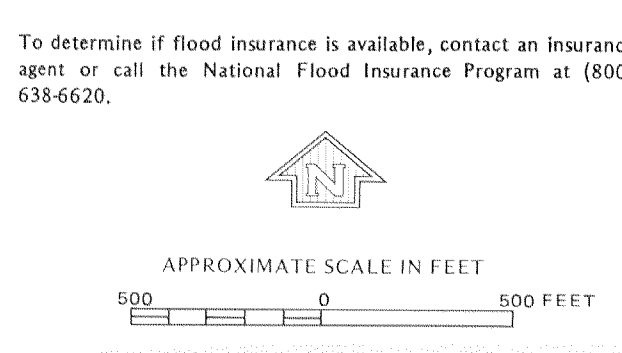 To determine if flood insurance is available, contact an insuranc
agent or call the National Flood Insurance Program at (800
638-6620.
N
APPROXIMATE SCALE IN FEET
500 0 500 FEET